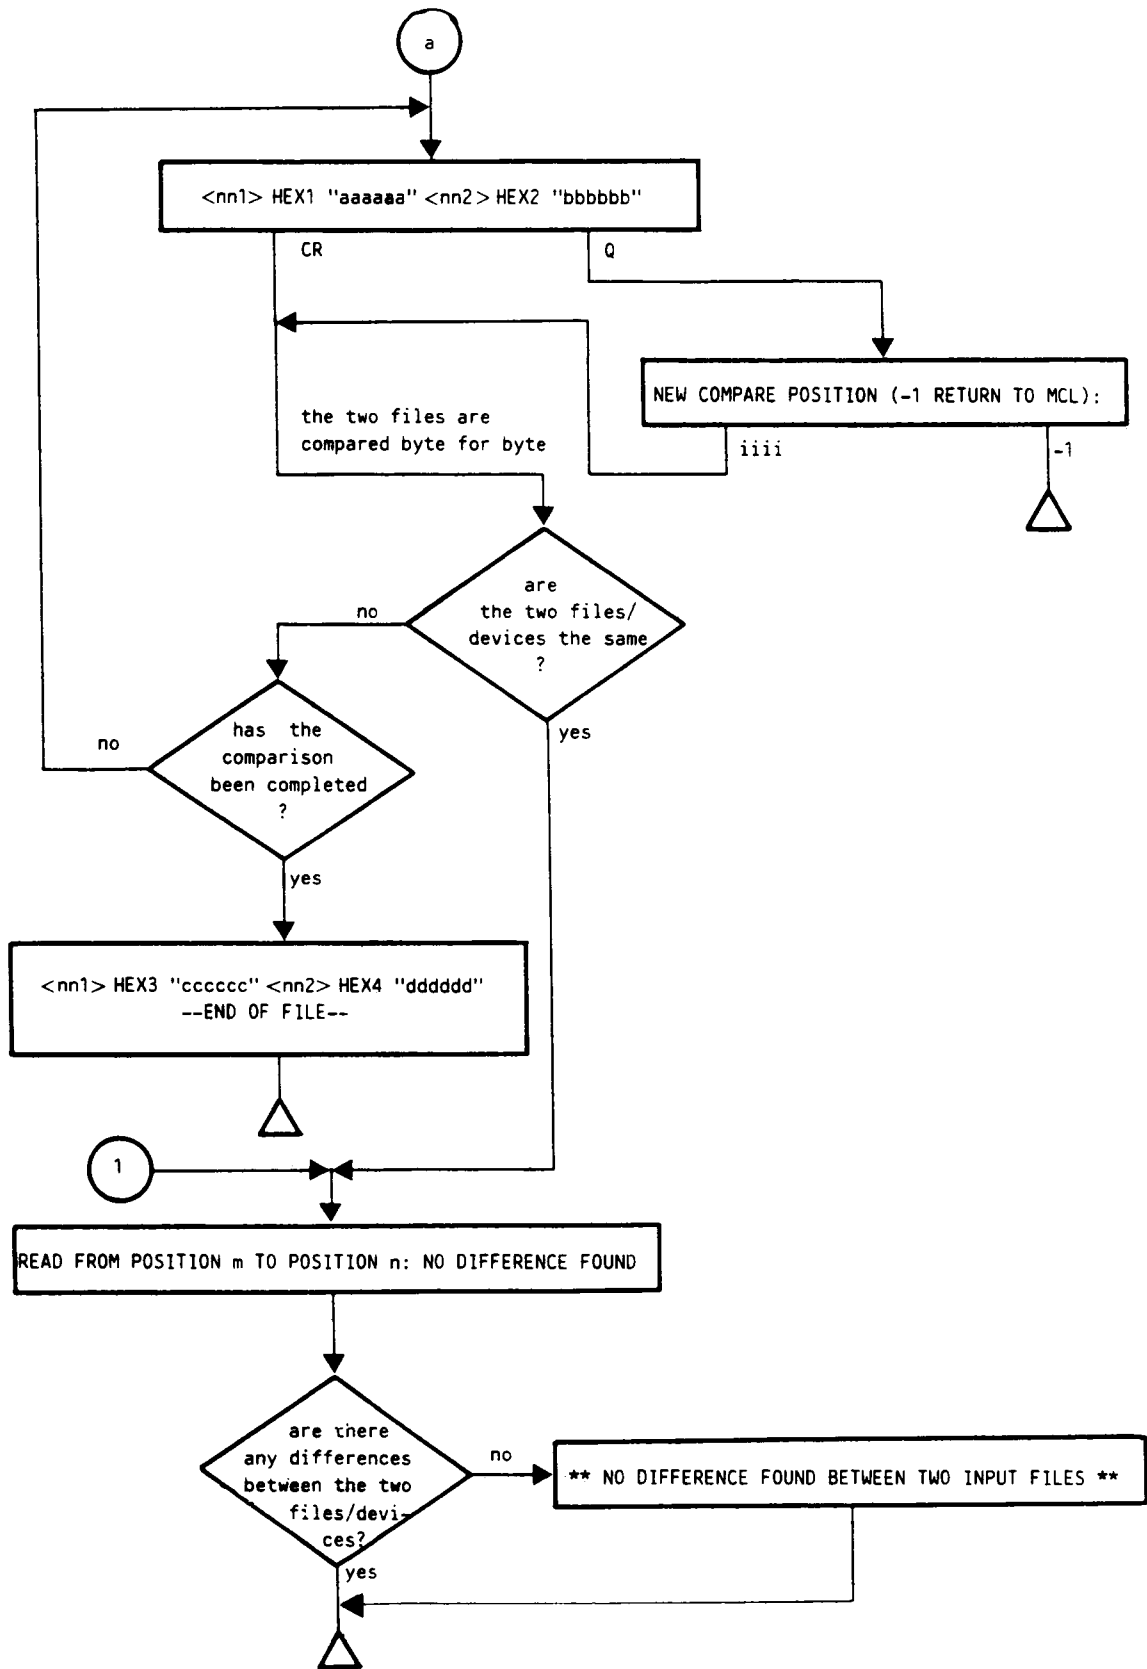 a
<nn1> HEX1 "aaaaaa" <nn2> HEX2 "bbbbbb"
CR
Q
NEW COMPARE POSITION (-1 RETURN TO MCL):
the two files are
compared byte for byte
iiii
-1
are
the two files/
devices the same
?
no
yes
has the
comparison
been completed
?
no
yes
<nn1> HEX3 "cccccc" <nn2> HEX4 "dddddd"
--END OF FILE--
1
READ FROM POSITION m TO POSITION n: NO DIFFERENCE FOUND
are there
any differences
between the two
files/devi-
ces?
no
** NO DIFFERENCE FOUND BETWEEN TWO INPUT FILES **
yes